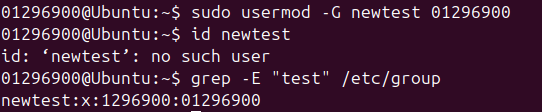 01296900@Ubuntu:~$ sudo usermod -G newtest 01296900
01296900@Ubuntu:~$ id newtest
id: ‘newtest’: no such user
01296900@Ubuntu:~$ grep -E "test" /etc/group
newtest:x:1296900:01296900